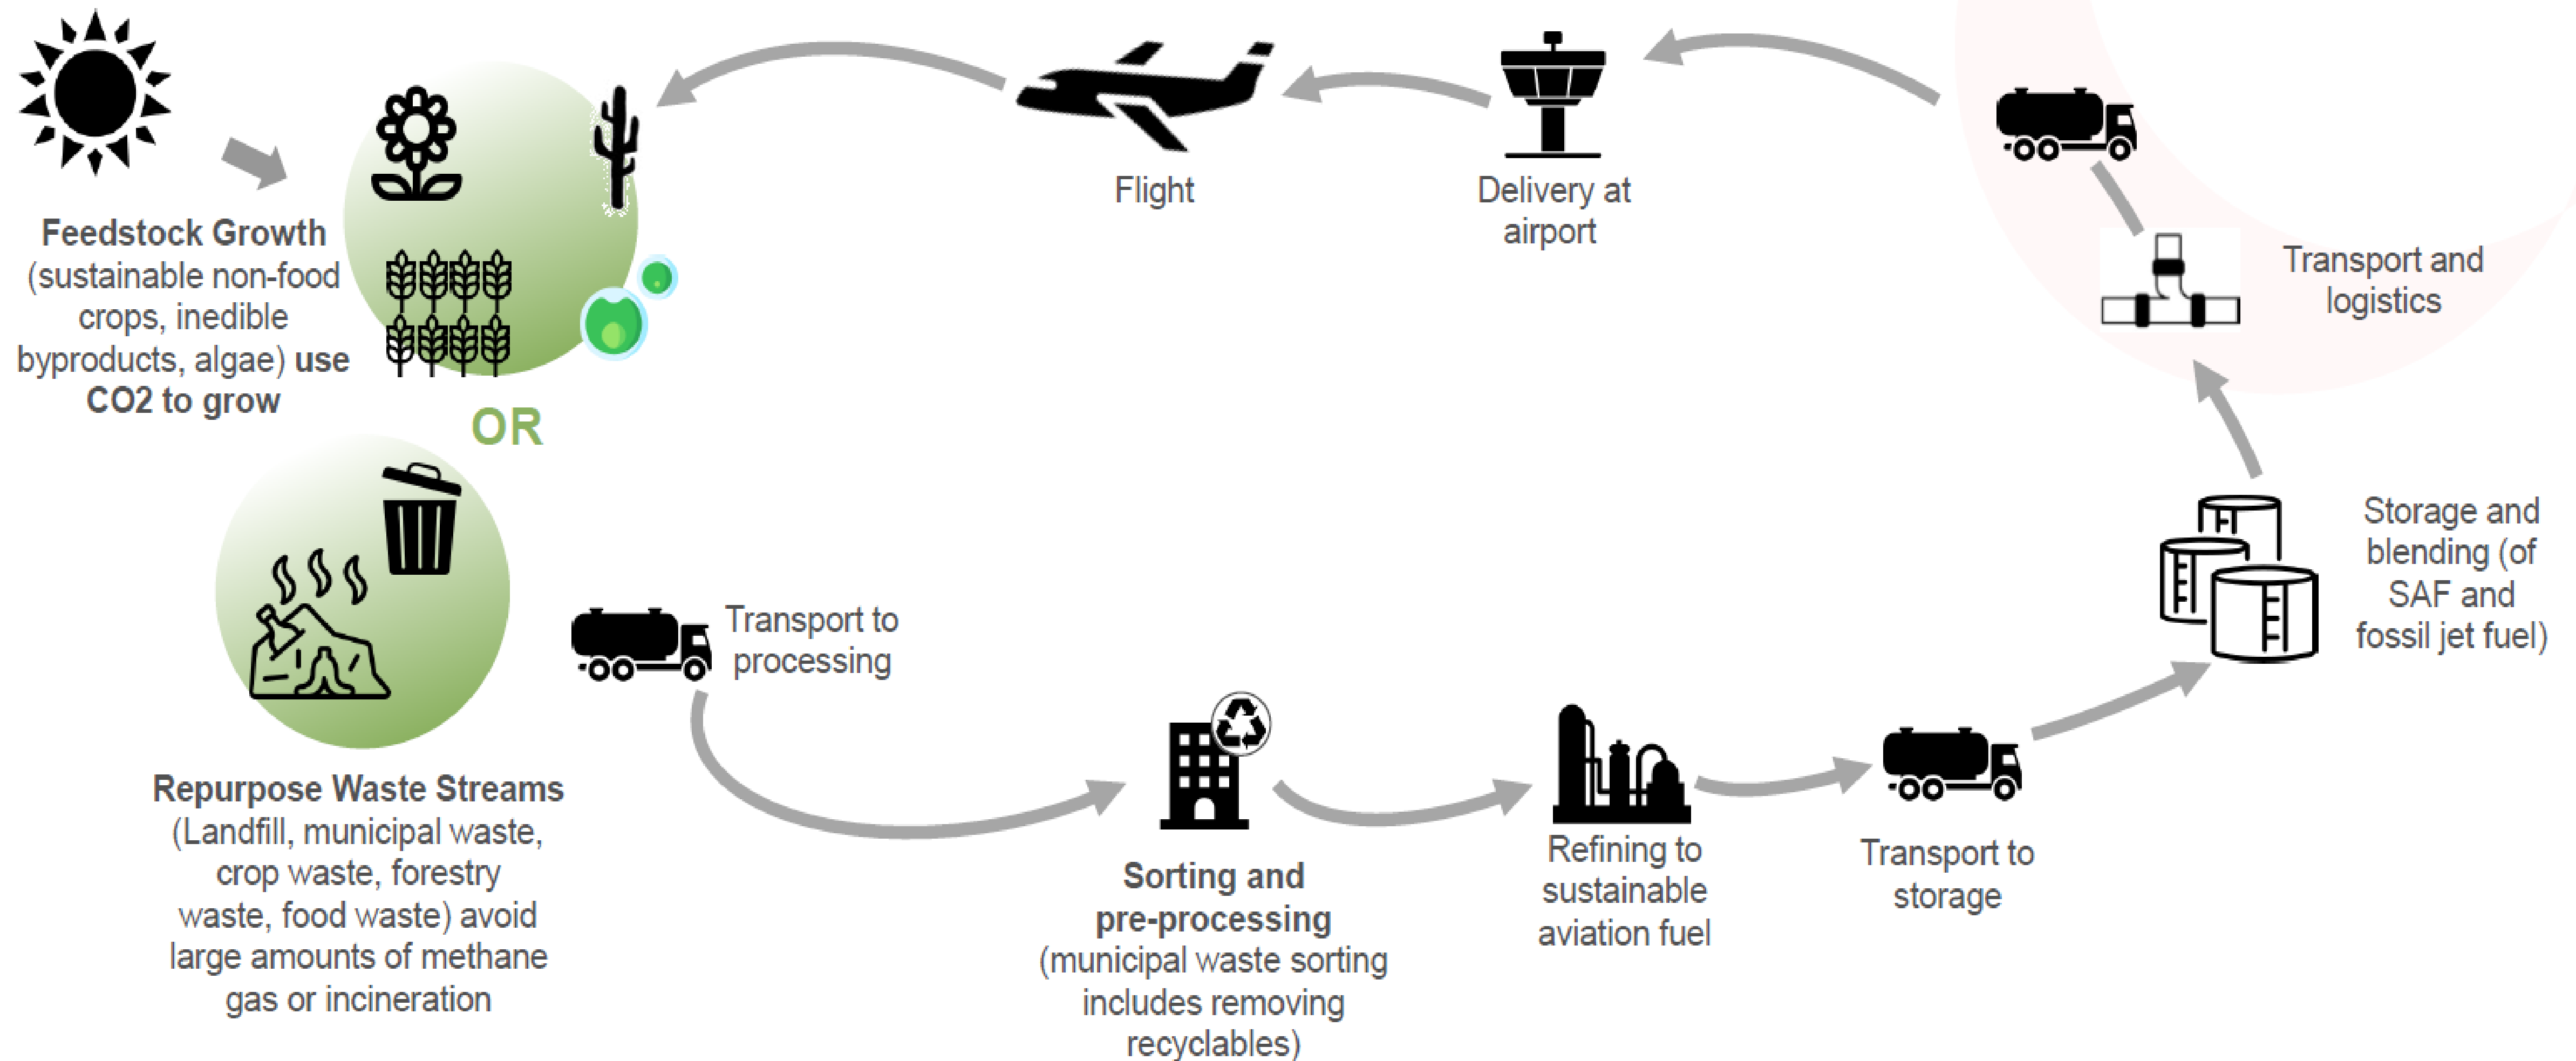 Feedstock Growth
(sustainable non-food
crops, inedible
byproducts, algae) use
CO2 to grow
OR
Repurpose Waste Streams
(Landfill, municipal waste,
crop waste, forestry
waste, food waste) avoid
large amounts of methane
gas or incineration
Transport to
processing
Sorting and
pre-processing
(municipal waste sorting
includes removing
recyclables)
Refining to
sustainable
aviation fuel
Transport to
storage
Storage and
blending (of
SAF and
fossil jet fuel)
Transport and
logistics
Delivery at
airport
Flight